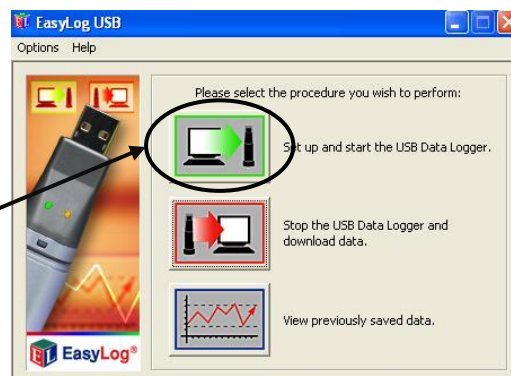 EasyLog USB
Options Help
Please select the procedure you wish to perform:
Set up and start the USB Data Logger.
Stop the USB Data Logger and
download data.
View previously saved data.
EL EasyLog®